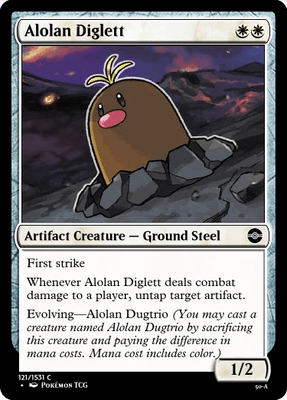 Alolan Diglett
Artifact Creature — Ground Steel
First strike
Whenever Alolan Diglett deals combat
damage to a player, untap target artifact.
Evolving—Alolan Dugtrio (You may cast a
creature named Alolan Dugtrio by sacrificing
this creature and paying the difference in
mana costs. Mana cost includes color.)
1/2
121/1531 C
• Pokémon TCG
50-A